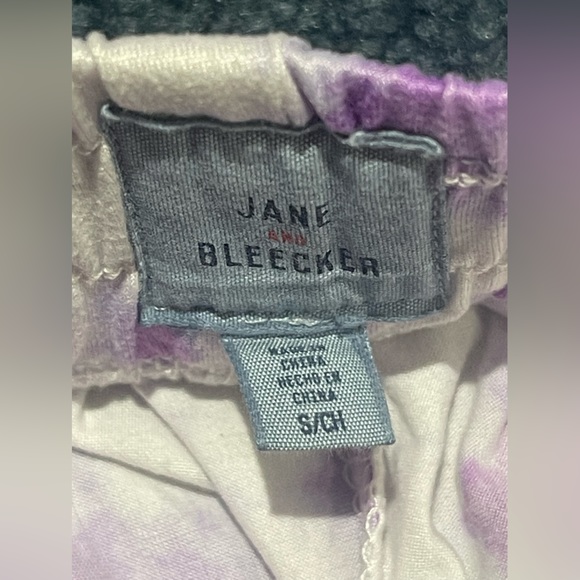 JANE
AND
BLEECKER
MADE IN
CHINA
HECHO EN
CHINA
S/CH